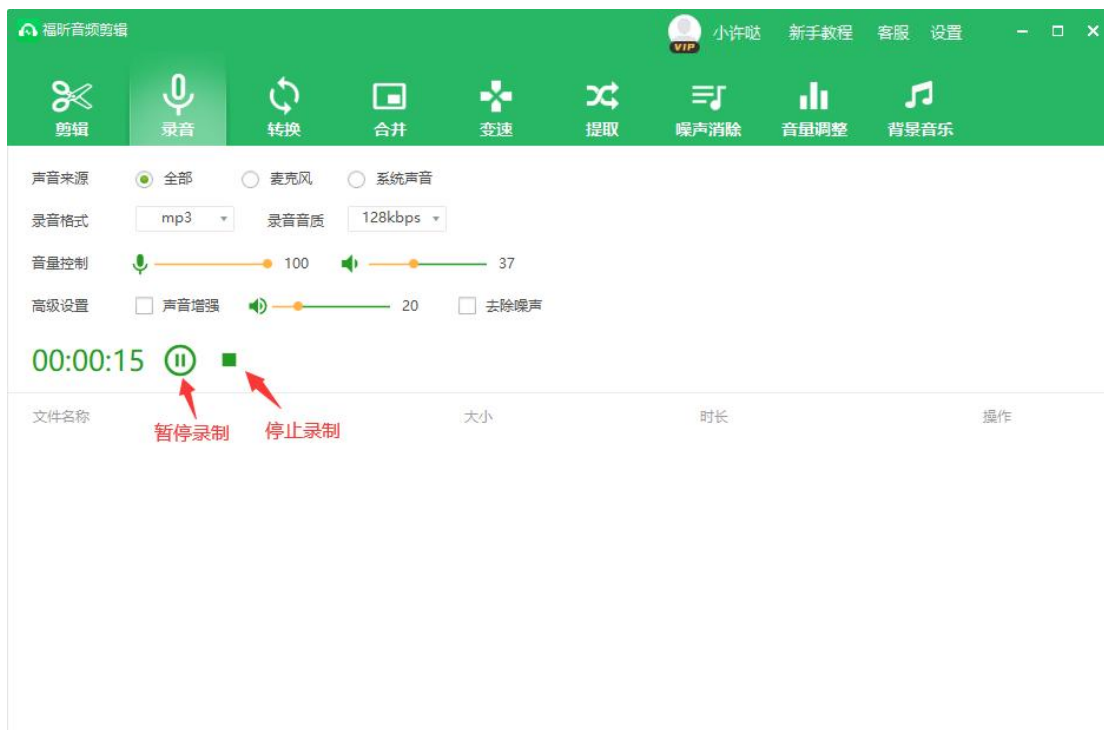 福昕音频剪辑
小许哒 新手教程 客服 设置
VIP
剪辑 录音 转换 合并 变速 提取 噪声消除 音量调整 背景音乐
声音来源 全部 麦克风 系统声音
录音格式 mp3 录音音质 128kbps
音量控制 100 37
高级设置 声音增强 20 去除噪声
00:00:15
文件名称 大小 时长 操作
暂停录制 停止录制